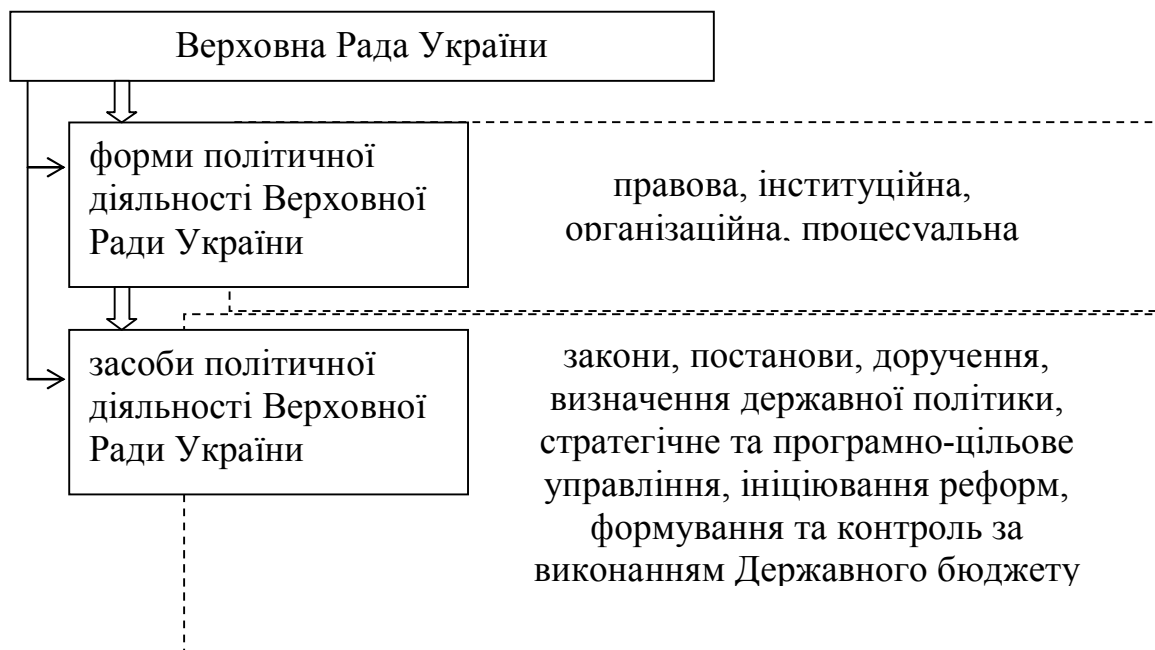 Верховна Рада України
форми політичної
діяльності Верховної
Ради України
правова, інституційна,
організаційна, процесуальна
засоби політичної
діяльності Верховної
Ради України
закони, постанови, доручення,
визначення державної політики,
стратегічне та програмно-цільове
управління, ініціювання реформ,
формування та контроль за
виконанням Державного бюджету